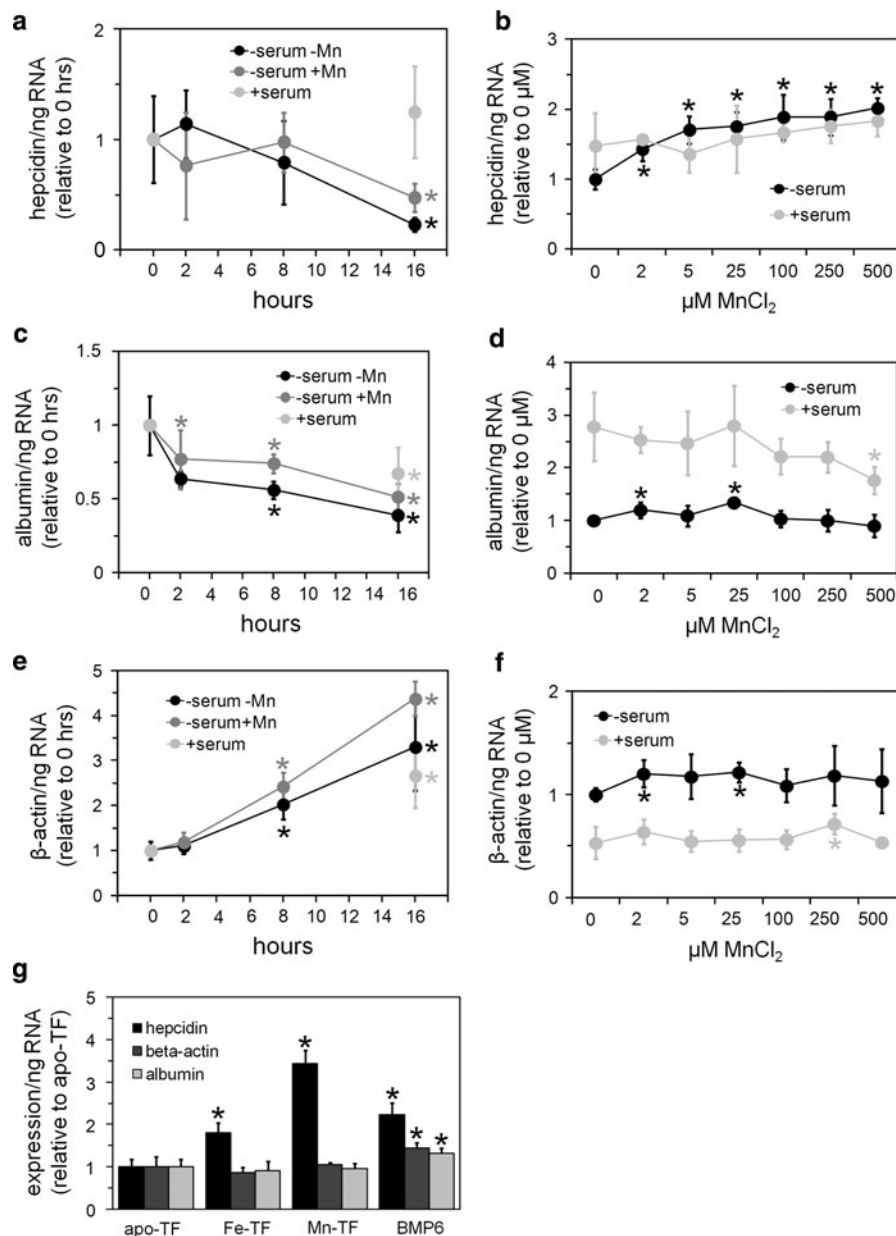 a
hepcidin/ng RNA
(relative to 0 hrs)
2
1
0
-serum -Mn
-serum +Mn
+serum
*
*
0 2 4 6 8 10 12 14 16
hours
b
hepcidin/ng RNA
(relative to 0 µM)
3
2
1
0
* * * * *
*
-serum
+serum
0 2 5 25 100 250 500
µM MnCl₂
c
albumin/ng RNA
(relative to 0 hrs)
1.5
1
0.5
0
-serum -Mn
-serum +Mn
+serum
* *
*
*
*
*
0 2 4 6 8 10 12 14 16
hours
d
albumin/ng RNA
(relative to 0 µM)
4
3
2
1
0
-serum
+serum
*
* *
0 2 5 25 100 250 500
µM MnCl₂
e
β-actin/ng RNA
(relative to 0 hrs)
5
4
3
2
1
0
-serum -Mn
-serum+Mn
+serum
*
*
*
*
*
0 2 4 6 8 10 12 14 16
hours
f
β-actin/ng RNA
(relative to 0 µM)
2
1
0
-serum
+serum
* *
*
0 2 5 25 100 250 500
µM MnCl₂
g
expression/ng RNA
(relative to apo-TF)
5
4
3
2
1
0
hepcidin
beta-actin
albumin
*
*
* * *
apo-TF Fe-TF Mn-TF BMP6